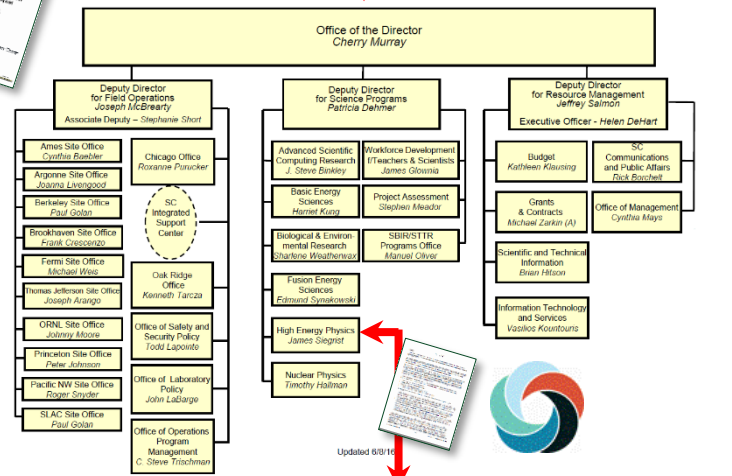 Office of the Director
Cherry Murray
Deputy Director
for Field Operations
Joseph McBrearty
Associate Deputy – Stephanie Short
Ames Site Office
Cynthia Baebler
Argonne Site Office
Joanna Livengood
Berkeley Site Office
Paul Golan
Brookhaven Site Office
Frank Crescenzo
Fermi Site Office
Michael Weis
Thomas Jefferson Site Office
Joseph Arango
ORNL Site Office
Johnny Moore
Princeton Site Office
Peter Johnson
Pacific NW Site Office
Roger Snyder
SLAC Site Office
Paul Golan
Chicago Office
Roxanne Purucker
SC
Integrated
Support
Center
Oak Ridge
Office
Kenneth Tarcza
Office of Safety and
Security Policy
Todd Lapointe
Office of Laboratory
Policy
John LaBarge
Office of Operations
Program
Management
C. Steve Trischman
Deputy Director
for Science Programs
Patricia Dehmer
Advanced Scientific
Computing Research
J. Steve Binkley
Basic Energy
Sciences
Harriet Kung
Biological & Environ-
mental Research
Sharlene Weatherwax
Fusion Energy
Sciences
Edmund Synakowski
High Energy Physics
James Siegrist
Nuclear Physics
Timothy Hallman
Workforce Development
f/Teachers & Scientists
James Glownia
Project Assessment
Stephen Meador
SBIR/STTR
Programs Office
Manuel Oliver
Deputy Director
for Resource Management
Jeffrey Salmon
Executive Officer - Helen DeHart
Budget
Kathleen Klausing
Grants
& Contracts
Michael Zarkin (A)
Scientific and Technical
Information
Brian Hitson
Information Technology
and Services
Vasilios Kountouris
SC
Communications
and Public Affairs
Rick Borchelt
Office of Management
Cynthia Mays
Updated 6/8/16